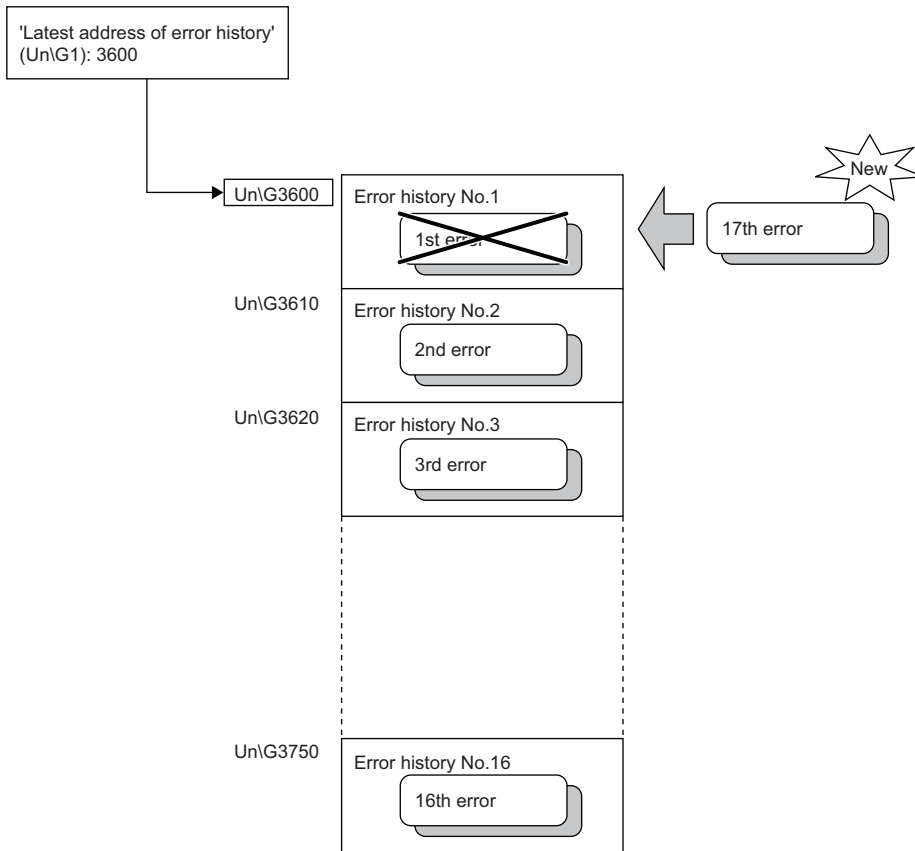 'Latest address of error history'
(Un\G1): 3600
New
Un\G3600
Error history No.1
1st error
17th error
Un\G3610
Error history No.2
2nd error
Un\G3620
Error history No.3
3rd error
Un\G3750
Error history No.16
16th error